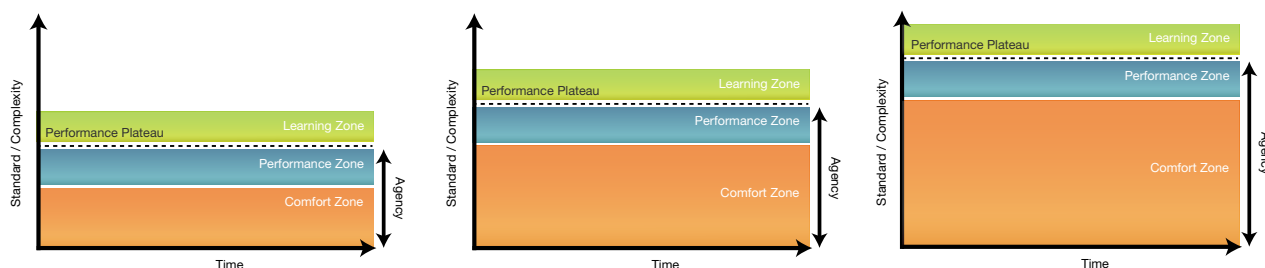 Standard / Complexity
Learning Zone
Performance Plateau
Performance Zone
Comfort Zone
Agency
Time
Standard / Complexity
Learning Zone
Performance Plateau
Performance Zone
Comfort Zone
Agency
Time
Standard / Complexity
Learning Zone
Performance Plateau
Performance Zone
Comfort Zone
Agency
Time